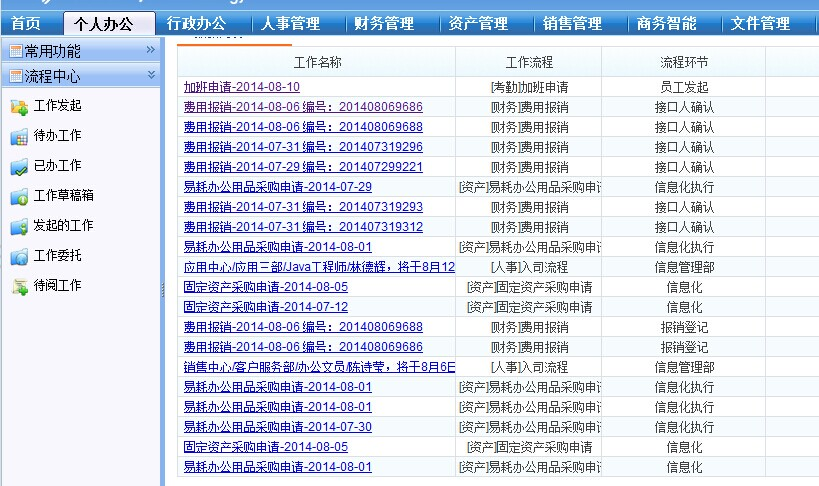 首页 个人办公 行政办公 人事管理 财务管理 资产管理 销售管理 商务智能 文件管理
常用功能
流程中心
工作发起
待办工作
已办工作
工作草稿箱
发起的工作
工作委托
待阅工作
工作名称 工作流程 流程环节
加班申请-2014-08-10 [考勤]加班申请 员工发起
费用报销-2014-08-06 编号：201408069686 [财务]费用报销 接口人确认
费用报销-2014-08-06 编号：201408069688 [财务]费用报销 接口人确认
费用报销-2014-07-31 编号：201407319296 [财务]费用报销 接口人确认
费用报销-2014-07-29 编号：201407299221 [财务]费用报销 接口人确认
易耗办公用品采购申请-2014-07-29 [资产]易耗办公用品采购申 信息化执行
费用报销-2014-07-31 编号：201407319293 [财务]费用报销 接口人确认
费用报销-2014-07-31 编号：201407319312 [财务]费用报销 接口人确认
易耗办公用品采购申请-2014-08-01 [资产]易耗办公用品采购申 信息化执行
应用中心/应用三部/Java工程师/林德辉，将于8月12 [人事]入司流程 信息管理部
固定资产采购申请-2014-08-05 [资产]固定资产采购申请 信息化
固定资产采购申请-2014-07-12 [资产]固定资产采购申请 信息化
费用报销-2014-08-06 编号：201408069688 [财务]费用报销 报销登记
费用报销-2014-08-06 编号：201408069686 [财务]费用报销 报销登记
销售中心/客户服务部/办公文员/陈诗莹，将于8月6日 [人事]入司流程 信息管理部
易耗办公用品采购申请-2014-08-01 [资产]易耗办公用品采购申 信息化执行
易耗办公用品采购申请-2014-08-01 [资产]易耗办公用品采购申 信息化执行
易耗办公用品采购申请-2014-07-30 [资产]易耗办公用品采购申 信息化执行
固定资产采购申请-2014-08-05 [资产]固定资产采购申请 信息化
易耗办公用品采购申请-2014-08-01 [资产]易耗办公用品采购申 信息化执行